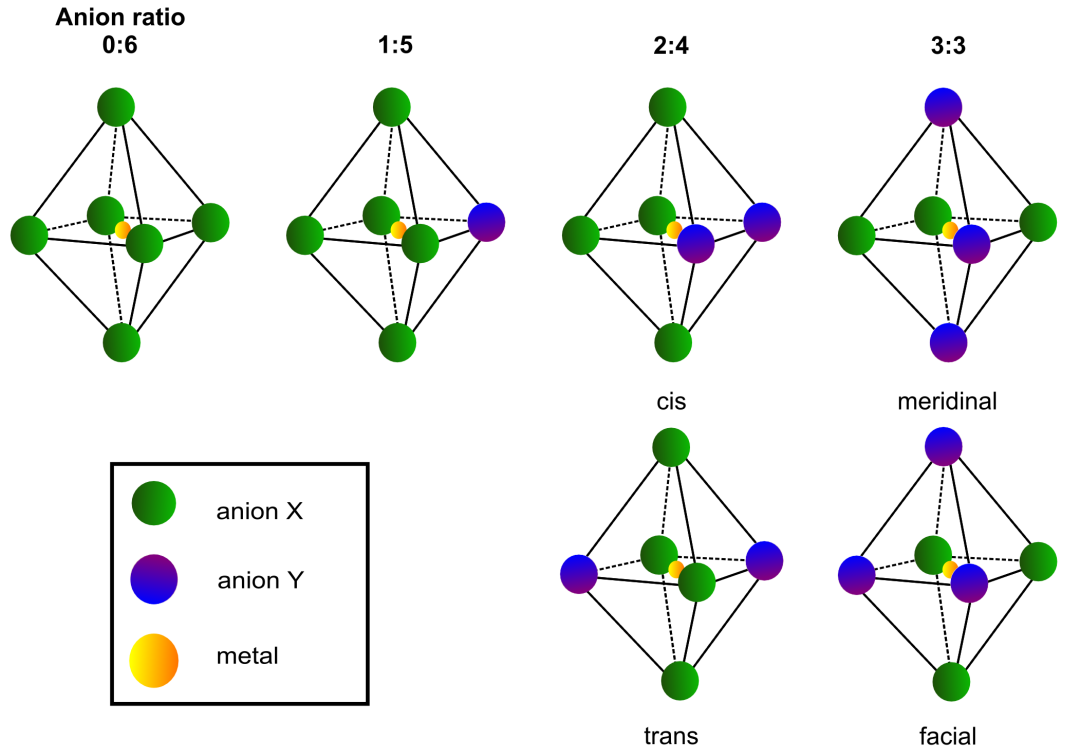 Anion ratio
0:6
1:5
2:4
3:3
cis
meridinal
anion X
anion Y
metal
trans
facial